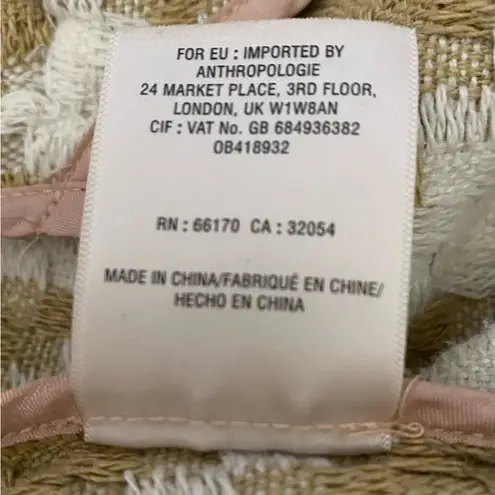 FOR EU : IMPORTED BY
ANTHROPOLOGIE
24 MARKET PLACE, 3RD FLOOR,
LONDON, UK W1W8AN
CIF : VAT No. GB 684936382
OB418932
RN : 66170 CA : 32054
MADE IN CHINA/FABRIQUÉ EN CHINE/
HECHO EN CHINA